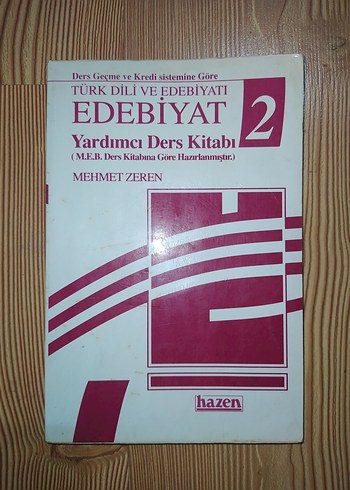 Ders Geçme ve Kredi sistemine Göre
TÜRK DİLİ VE EDEBİYATI
EDEBİYAT 2
Yardımcı Ders Kitabı
( M.E.B. Ders Kitabına Göre Hazırlanmıştır.)
MEHMET ZEREN
hazen